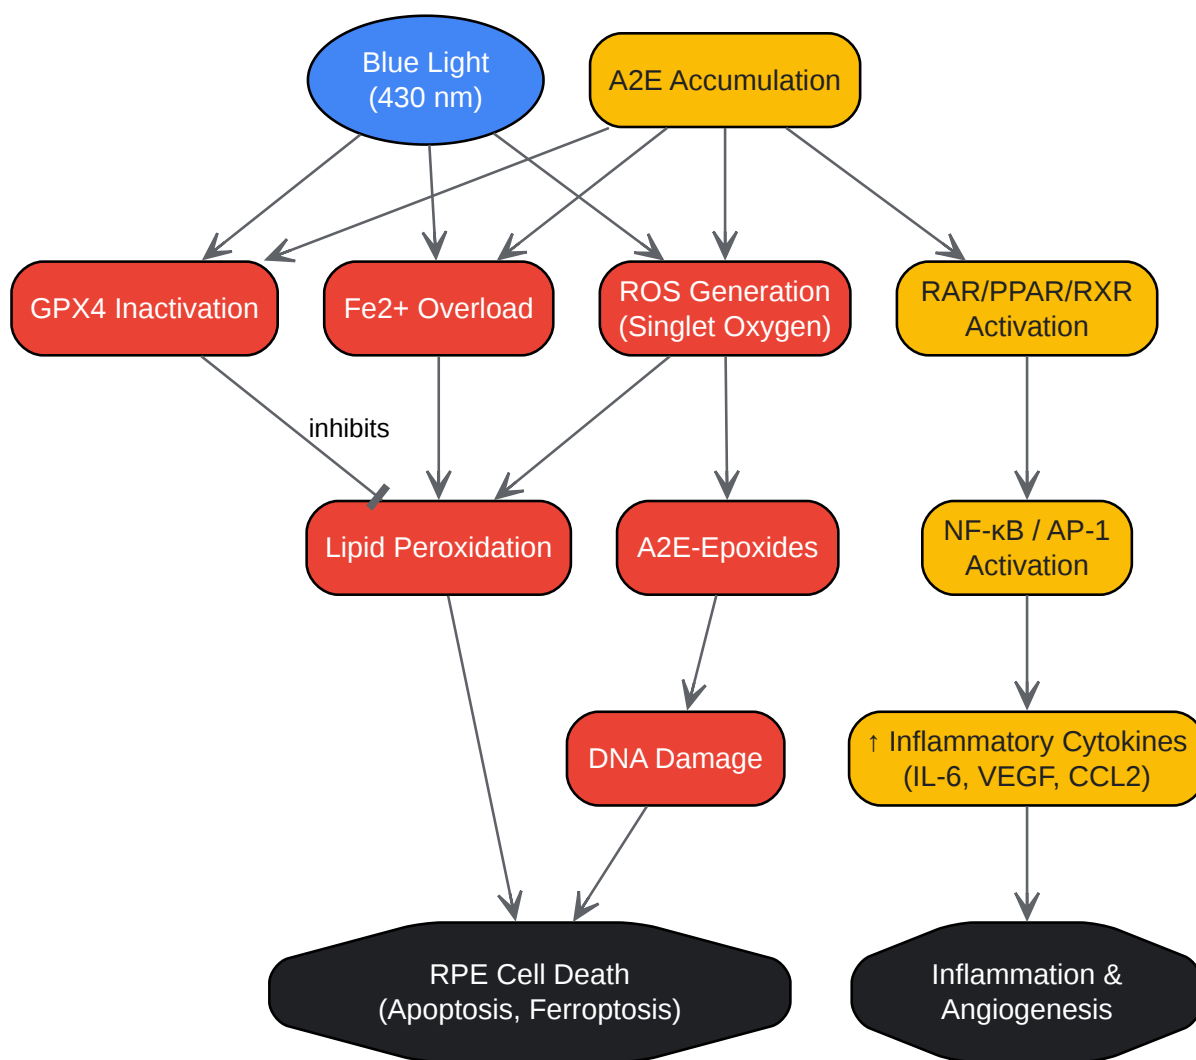 Blue Light
(430 nm)
A2E Accumulation
GPX4 Inactivation
Fe2+ Overload
ROS Generation
(Singlet Oxygen)
RAR/PPAR/RXR
Activation
inhibits
Lipid Peroxidation
A2E-Epoxides
NF-κB / AP-1
Activation
DNA Damage
↑ Inflammatory Cytokines
(IL-6, VEGF, CCL2)
RPE Cell Death
(Apoptosis, Ferroptosis)
Inflammation &
Angiogenesis